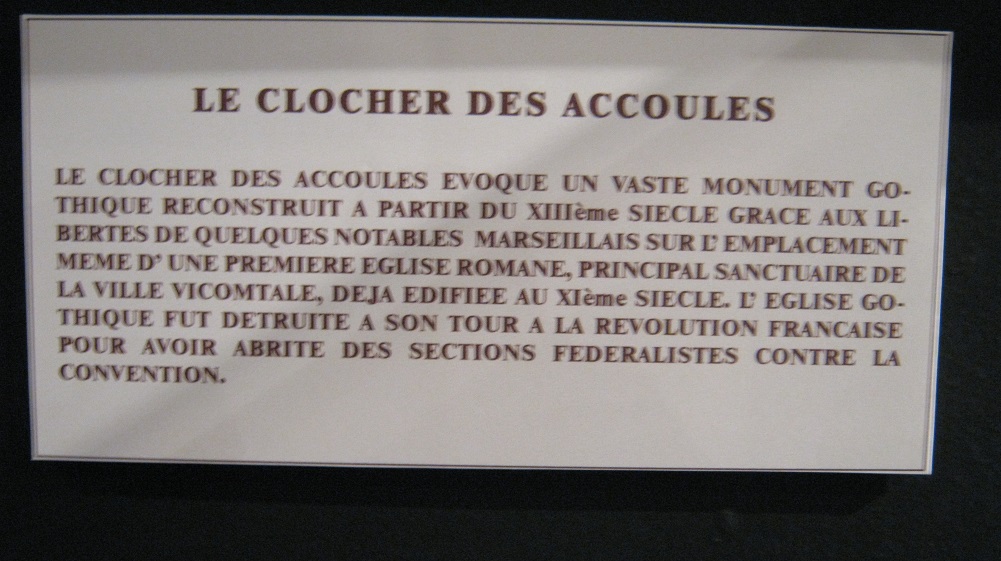 LE CLOCHER DES ACCOULES
LE CLOCHER DES ACCOULES EVOQUE UN VASTE MONUMENT GO-
THIQUE RECONSTRUIT A PARTIR DU XIIIème SIECLE GRACE AUX LI-
BERTES DE QUELQUES NOTABLES MARSEILLAIS SUR L' EMPLACEMENT
MEME D' UNE PREMIERE EGLISE ROMANE, PRINCIPAL SANCTUAIRE DE
LA VILLE VICOMTALE, DEJA EDIFIEE AU XIème SIECLE. L' EGLISE GO-
THIQUE FUT DETRUITE A SON TOUR A LA REVOLUTION FRANCAISE
POUR AVOIR ABRITE DES SECTIONS FEDERALISTES CONTRE LA
CONVENTION.